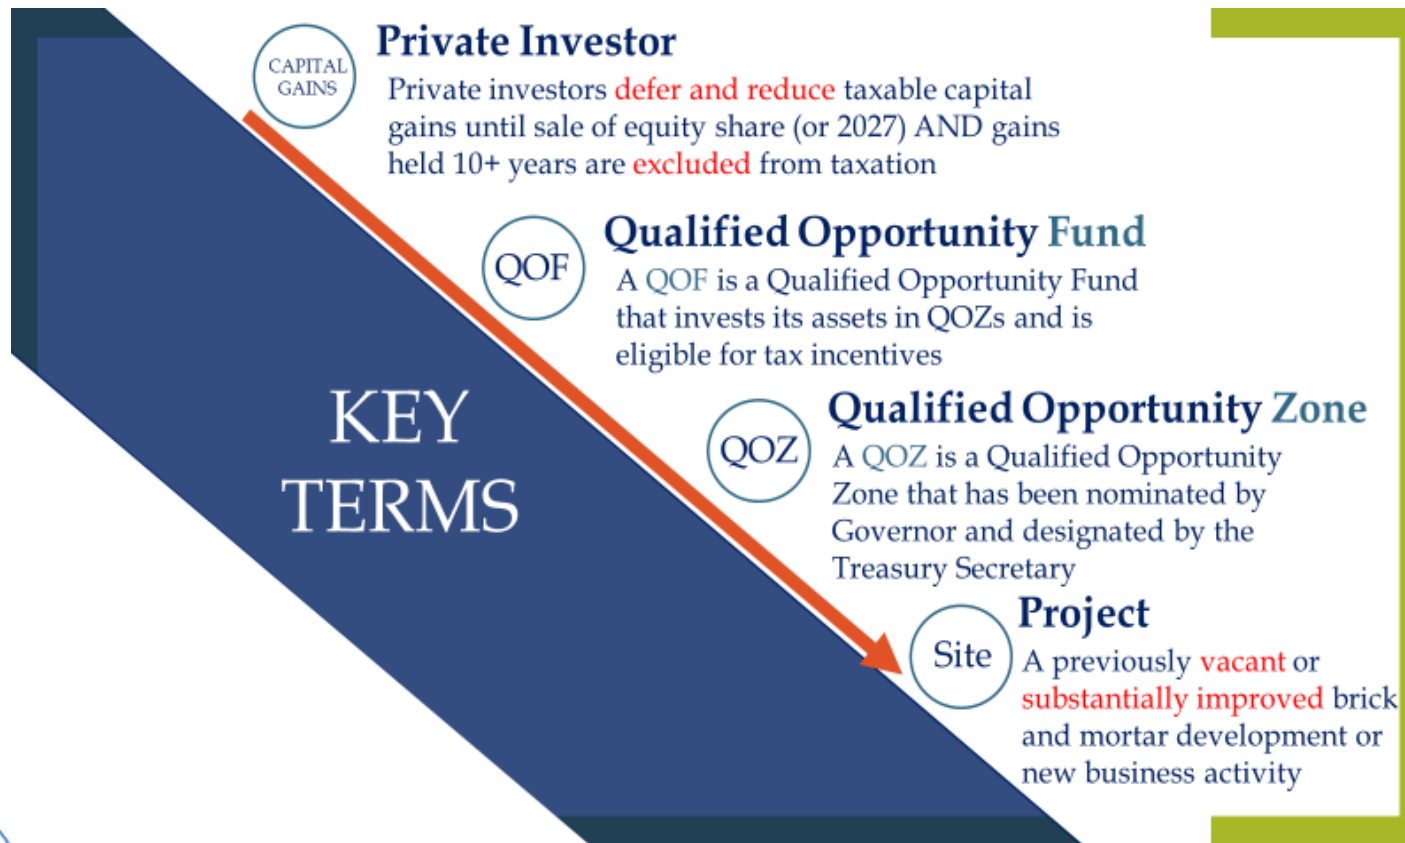 CAPITAL
GAINS
Private Investor
Private investors defer and reduce taxable capital
gains until sale of equity share (or 2027) AND gains
held 10+ years are excluded from taxation
QOF
Qualified Opportunity Fund
A QOF is a Qualified Opportunity Fund
that invests its assets in QOZs and is
eligible for tax incentives
KEY
TERMS
QOZ
Qualified Opportunity Zone
A QOZ is a Qualified Opportunity
Zone that has been nominated by
Governor and designated by the
Treasury Secretary
Site
Project
A previously vacant or
substantially improved brick
and mortar development or
new business activity